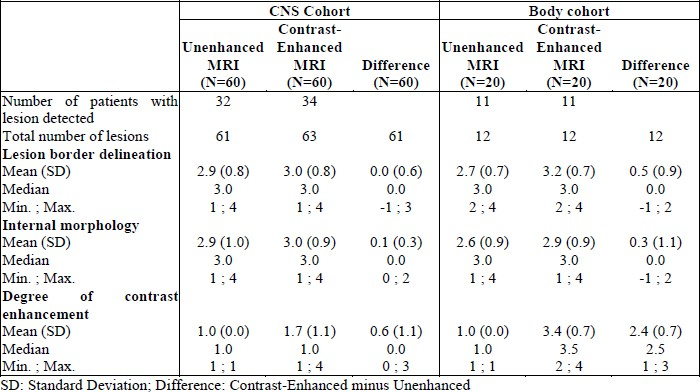 CNS Cohort Body cohort
Unenhanced MRI (N=60) Contrast-Enhanced MRI (N=60) Difference (N=60) Unenhanced MRI (N=20) Contrast-Enhanced MRI (N=20) Difference (N=20)
Number of patients with lesion detected 32 34 11 11
Total number of lesions 61 63 61 12 12 12
Lesion border delineation
Mean (SD) 2.9 (0.8) 3.0 (0.8) 0.0 (0.6) 2.7 (0.7) 3.2 (0.7) 0.5 (0.9)
Median 3.0 3.0 0.0 3.0 3.0 0.0
Min. ; Max. 1 ; 4 1 ; 4 -1 ; 3 2 ; 4 2 ; 4 -1 ; 2
Internal morphology
Mean (SD) 2.9 (1.0) 3.0 (0.9) 0.1 (0.3) 2.6 (0.9) 2.9 (0.9) 0.3 (1.1)
Median 3.0 3.0 0.0 3.0 3.0 0.0
Min. ; Max. 1 ; 4 1 ; 4 0 ; 2 1 ; 4 1 ; 4 -1 ; 2
Degree of contrast enhancement
Mean (SD) 1.0 (0.0) 1.7 (1.1) 0.6 (1.1) 1.0 (0.0) 3.4 (0.7) 2.4 (0.7)
Median 1.0 1.0 0.0 1.0 3.5 2.5
Min. ; Max. 1 ; 1 1 ; 4 0 ; 3 1 ; 1 2 ; 4 1 ; 3
SD: Standard Deviation; Difference: Contrast-Enhanced minus Unenhanced